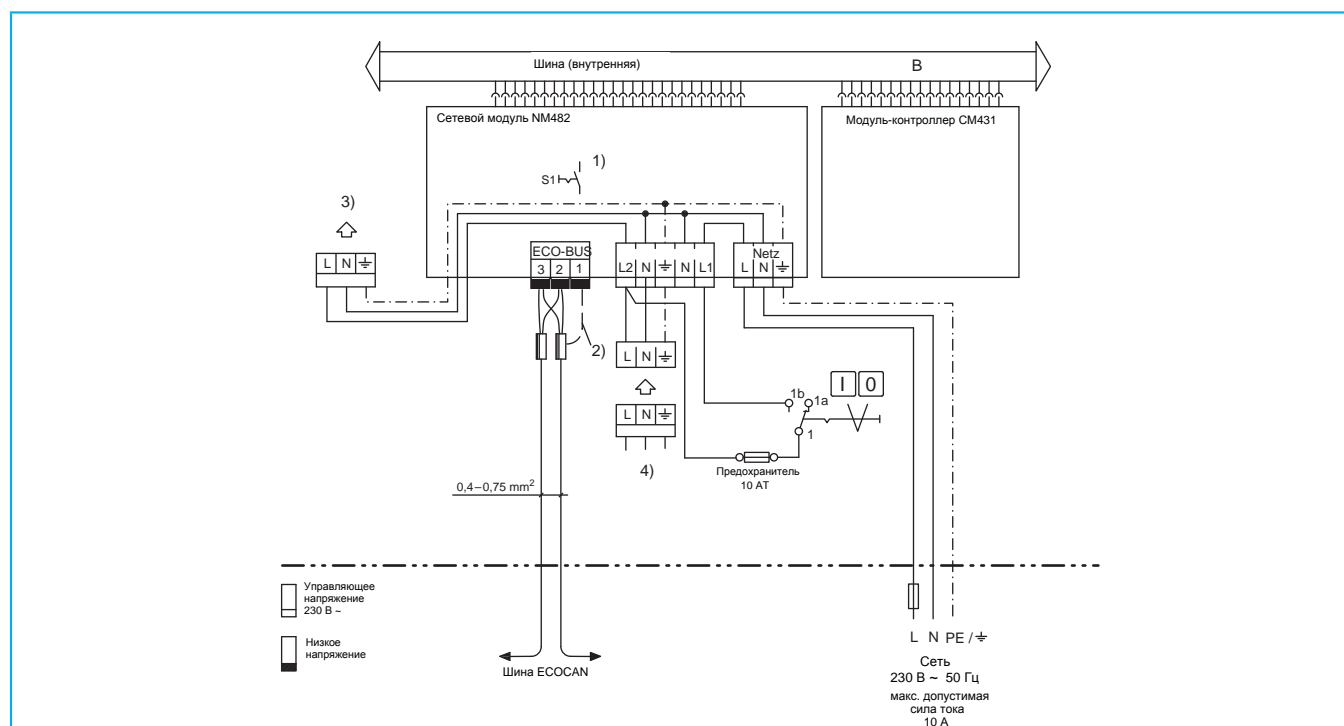 Шина (внутренняя)
B
Сетевой модуль NM482
Модуль-контроллер CM431
1)
S1
3)
L N
ECO-BUS
3 2 1
L2 N N L1
Netz
L N
2)
L N
I 0
1b 1a
1
L N
4)
Предохранитель
10 АТ
0,4–0,75 mm²
Управляющее
напряжение
230 В ~
Низкое
напряжение
Шина ECOCAN
L N PE /
Сеть
230 В ~ 50 Гц
макс. допустимая
сила тока
10 А